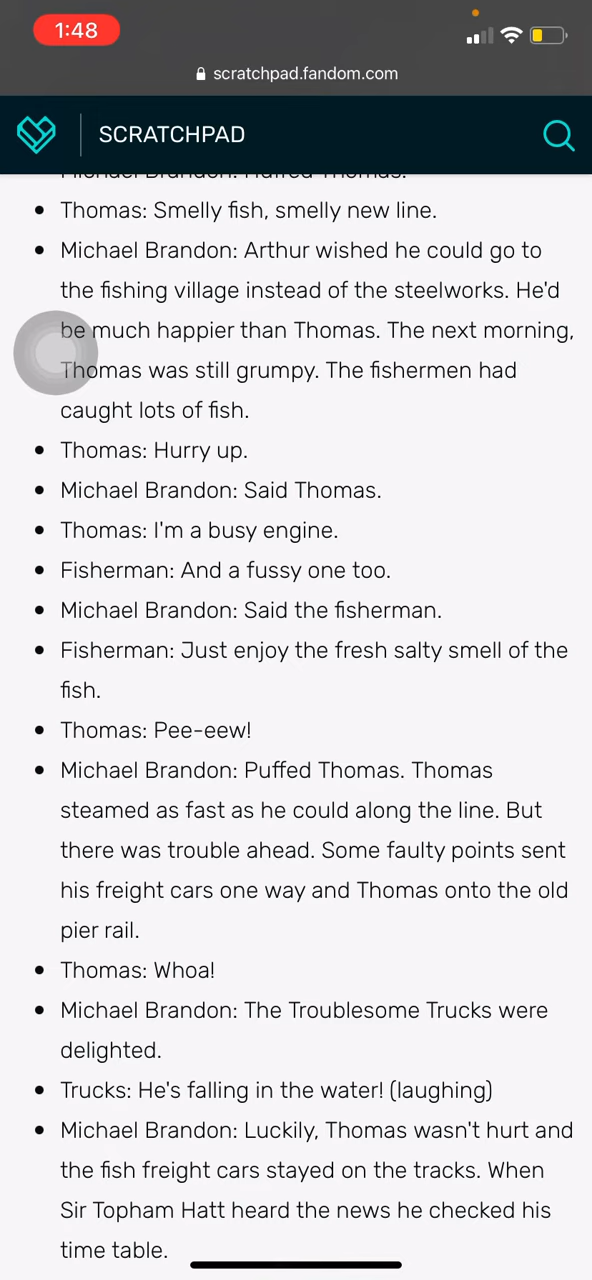 1:48
scratchpad.fandom.com
SCRATCHPAD
Michael Brandon: Huffed Thomas.
Thomas: Smelly fish, smelly new line.
Michael Brandon: Arthur wished he could go to
the fishing village instead of the steelworks. He'd
be much happier than Thomas. The next morning,
Thomas was still grumpy. The fishermen had
caught lots of fish.
Thomas: Hurry up.
Michael Brandon: Said Thomas.
Thomas: I'm a busy engine.
Fisherman: And a fussy one too.
Michael Brandon: Said the fisherman.
Fisherman: Just enjoy the fresh salty smell of the
fish.
Thomas: Pee-eew!
Michael Brandon: Puffed Thomas. Thomas
steamed as fast as he could along the line. But
there was trouble ahead. Some faulty points sent
his freight cars one way and Thomas onto the old
pier rail.
Thomas: Whoa!
Michael Brandon: The Troublesome Trucks were
delighted.
Trucks: He's falling in the water! (laughing)
Michael Brandon: Luckily, Thomas wasn't hurt and
the fish freight cars stayed on the tracks. When
Sir Topham Hatt heard the news he checked his
time table.